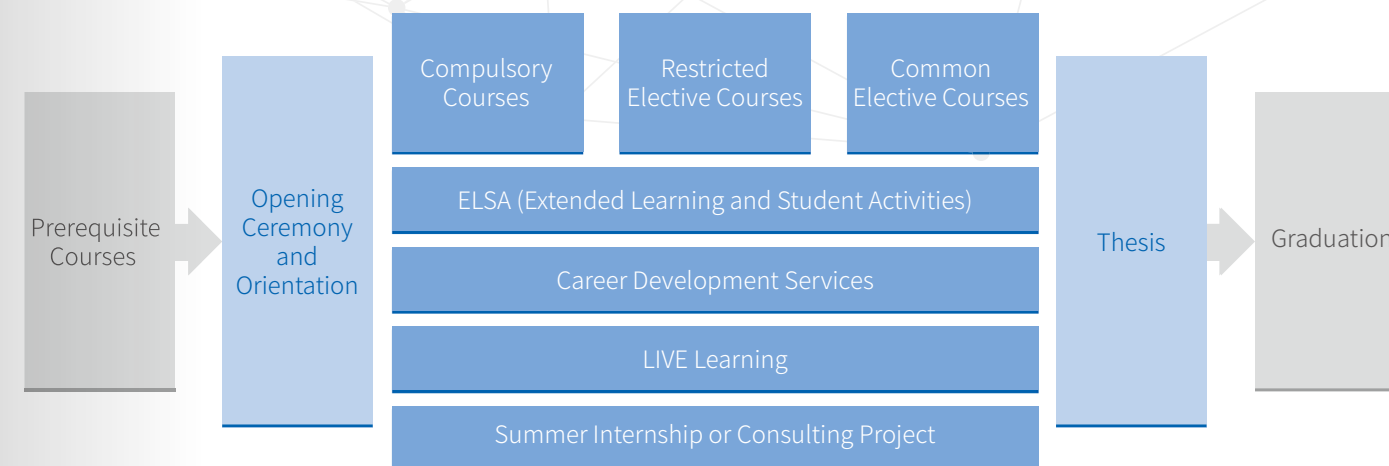 Prerequisite
Courses
Opening
Ceremony
and
Orientation
Compulsory
Courses
Restricted
Elective Courses
Common
Elective Courses
ELSA (Extended Learning and Student Activities)
Career Development Services
LIVE Learning
Summer Internship or Consulting Project
Thesis
Graduation